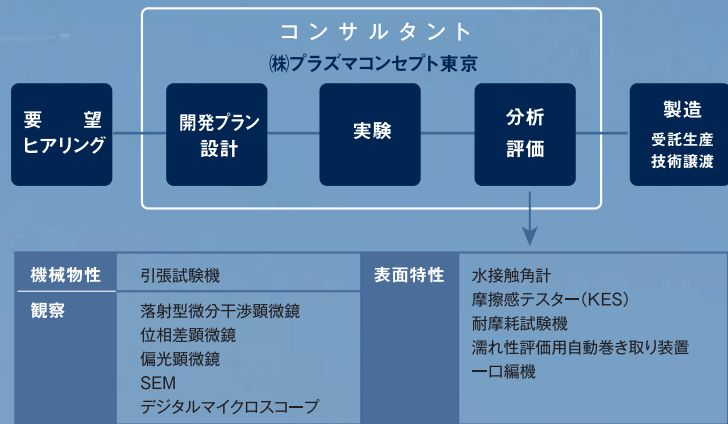 コンサルタント
㈱プラズマコンセプト東京
要望
ヒアリング
開発プラン
設計
実験
分析
評価
製造
受託生産
技術譲渡
機械物性
引張試験機
観察
落射型微分干渉顕微鏡
位相差顕微鏡
偏光顕微鏡
SEM
デジタルマイクロスコープ
表面特性
水接触角計
摩擦感テスター(KES)
耐摩耗試験機
濡れ性評価用自動巻き取り装置
一口編機